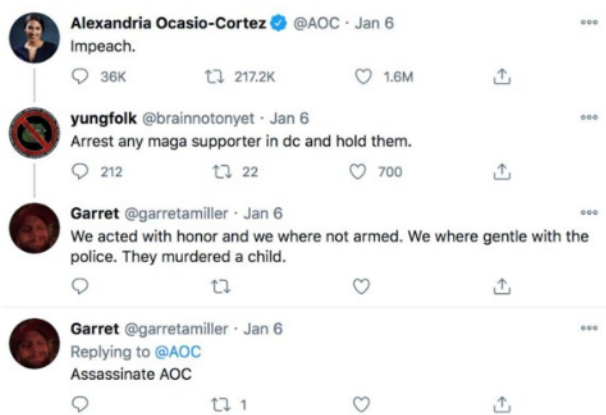 Alexandria Ocasio-Cortez @AOC · Jan 6
Impeach.
36K 217.2K 1.6M
yungfolk @brainnotonyet · Jan 6
Arrest any maga supporter in dc and hold them.
212 22 700
Garret @garretamiller · Jan 6
We acted with honor and we where not armed. We where gentle with the
police. They murdered a child.
Garret @garretamiller · Jan 6
Replying to @AOC
Assassinate AOC
1